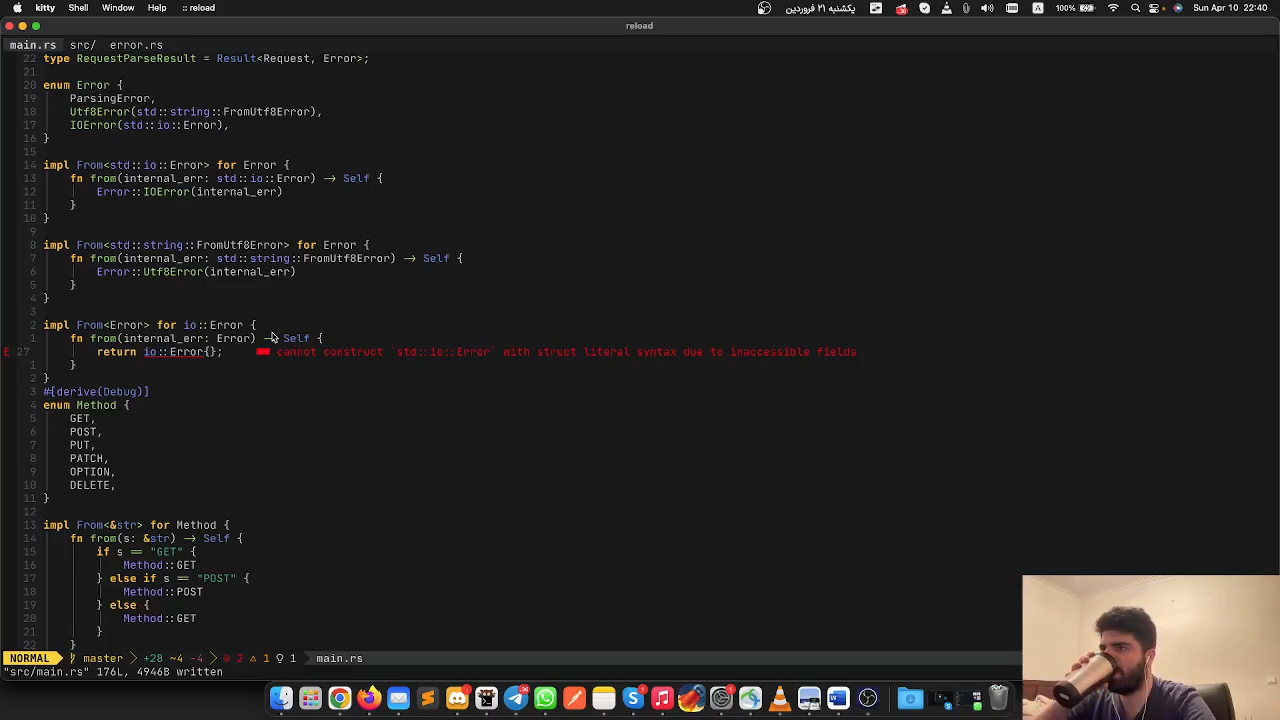 kitty Shell Window Help :: reload یکشنبه ۲۱ فروردین A 100% Sun Apr 10 22:40
reload
main.rs src/ error.rs
22 type RequestParseResult = Result<Request, Error>;
21
20 enum Error {
19 ParsingError,
18 Utf8Error(std::string::FromUtf8Error),
17 IOError(std::io::Error),
16 }
15
14 impl From<std::io::Error> for Error {
13 fn from(internal_err: std::io::Error) -> Self {
12 Error::IOError(internal_err)
11 }
10 }
9
8 impl From<std::string::FromUtf8Error> for Error {
7 fn from(internal_err: std::string::FromUtf8Error) -> Self {
6 Error::Utf8Error(internal_err)
5 }
4 }
3
2 impl From<Error> for io::Error {
1 fn from(internal_err: Error) -> Self {
E 27 return io::Error{}; cannot construct `std::io::Error` with struct literal syntax due to inaccessible fields
1 }
2 }
3 #[derive(Debug)]
4 enum Method {
5 GET,
6 POST,
7 PUT,
8 PATCH,
9 OPTION,
10 DELETE,
11 }
12
13 impl From<&str> for Method {
14 fn from(s: &str) -> Self {
15 if s == "GET" {
16 Method::GET
17 } else if s == "POST" {
18 Method::POST
19 } else {
20 Method::GET
21 }
22 }
NORMAL master +28 ~4 -4 2 1 1 main.rs
"src/main.rs" 176L, 4946B written